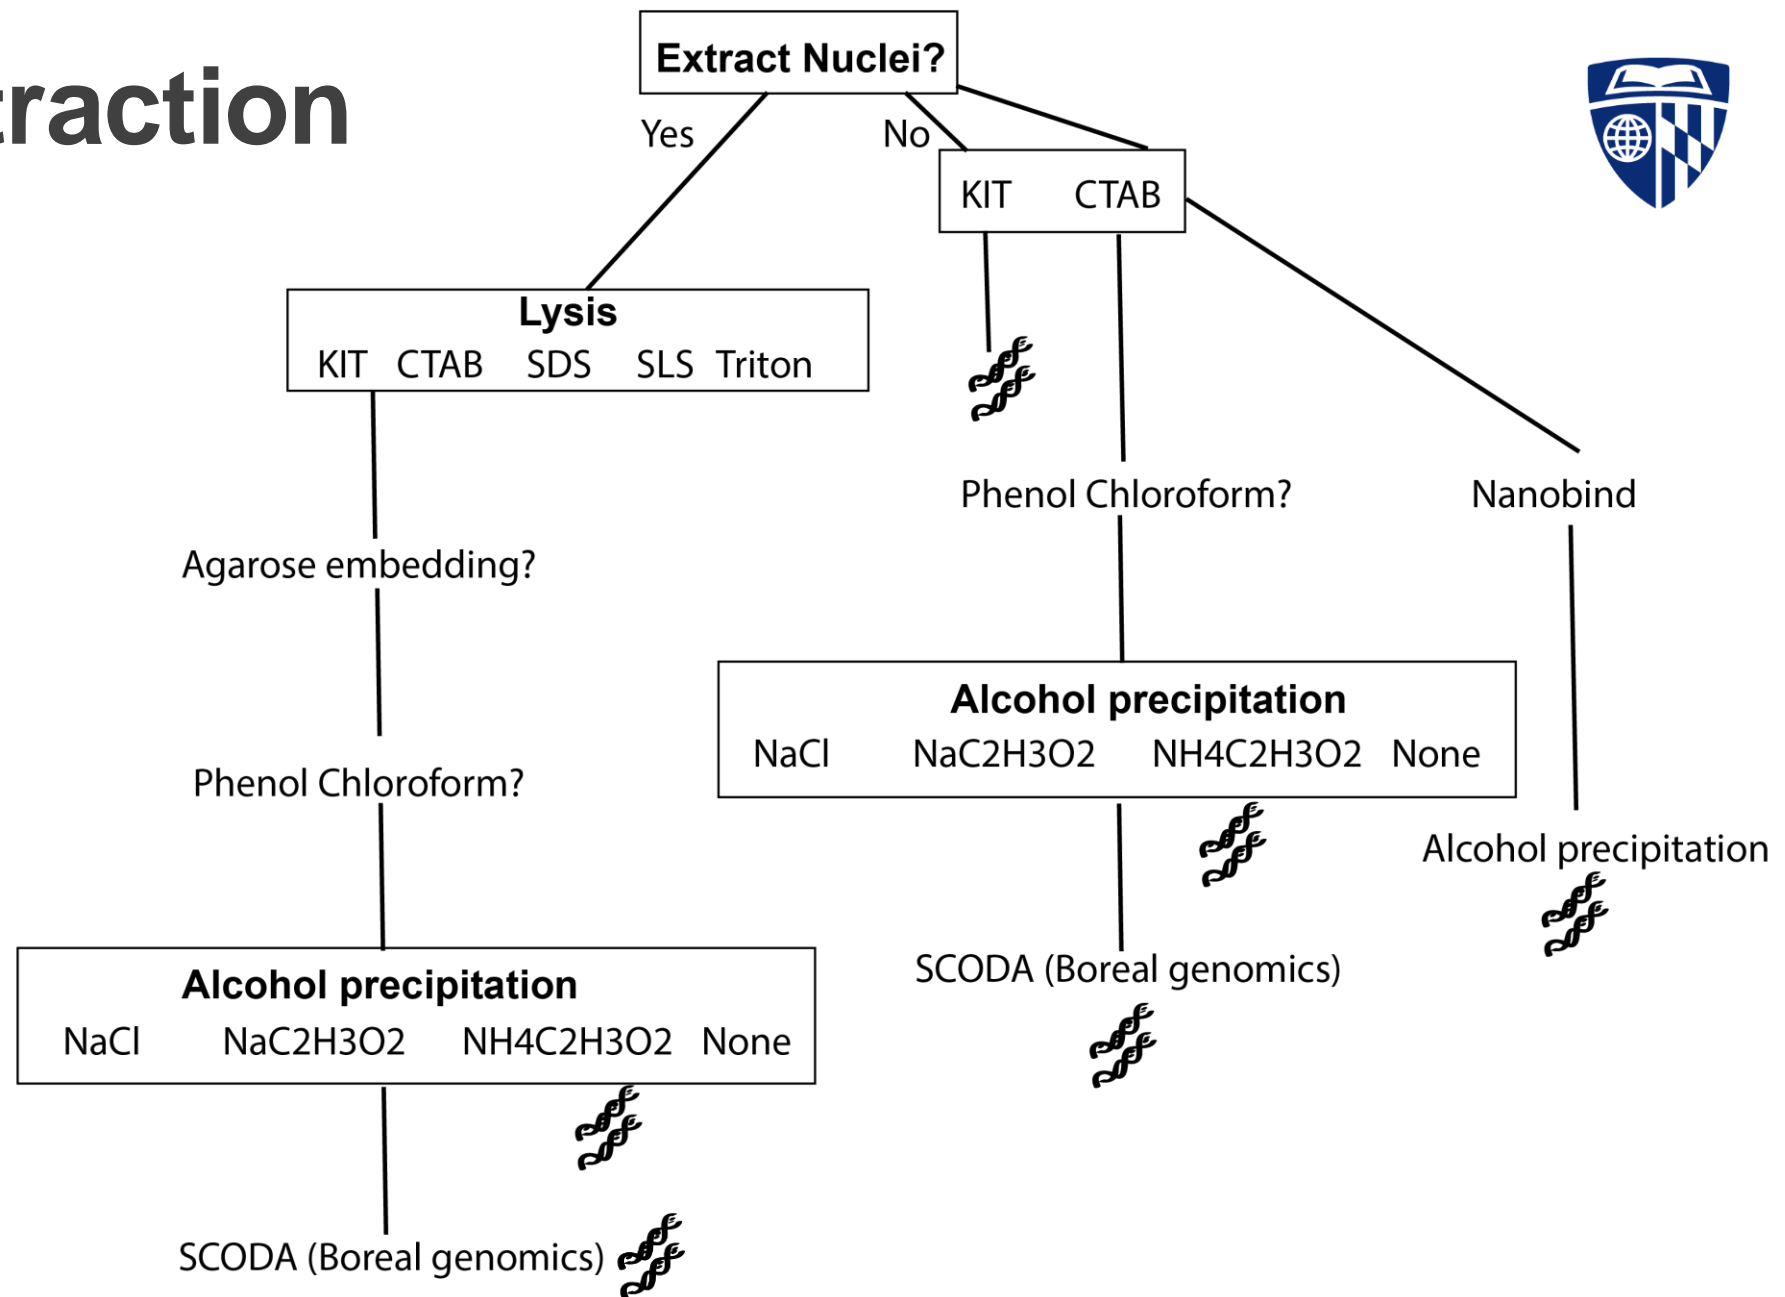 traction
Extract Nuclei?
Yes
No
KIT CTAB
Lysis
KIT CTAB SDS SLS Triton
Phenol Chloroform?
Nanobind
Agarose embedding?
Alcohol precipitation
NaCl NaC2H3O2 NH4C2H3O2 None
Phenol Chloroform?
Alcohol precipitation
SCODA (Boreal genomics)
Alcohol precipitation
NaCl NaC2H3O2 NH4C2H3O2 None
SCODA (Boreal genomics)